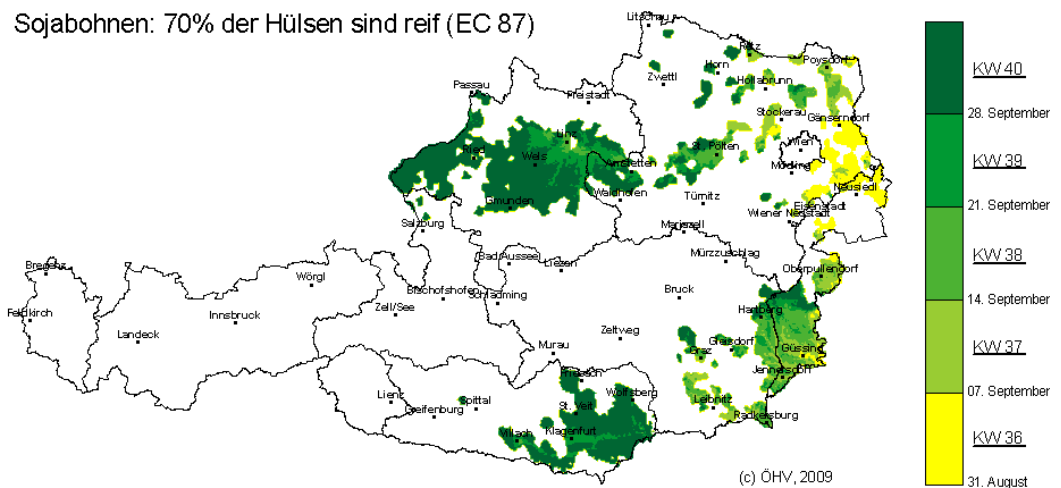 Sojabohnen: 70% der Hülsen sind reif (EC 87)
Litschau
Retz
Poysdorf
Horn
Zwettl
Hollabrunn
Passau
Freistadt
Stockerau
Gänserndorf
Linz
Wien
Ried
Wels
St. Pölten
Amstetten
Mödling
Waldhofen
Neusiedl
Gmunden
Türnitz
Eisenstadt
Wiener Neustadt
Salzburg
Mariazell
Bad Aussee
Liezen
Mürzzuschlag
Bregenz
Wörgl
Oberpullendorf
Bischofshofen
Schladming
Bruck
Feldkirch
Innsbruck
Zell/See
Hartberg
Landeck
Zeltweg
Murau
Gleisdorf
Graz
Güssing
Friesach
Jennersdorf
Lienz
Spittal
Wolfsberg
Greifenburg
St. Veit
Leibnitz
Radkersburg
Villach
Klagenfurt
(c) ÖHV, 2009
KW 40
28. September
KW 39
21. September
KW 38
14. September
KW 37
07. September
KW 36
31. August